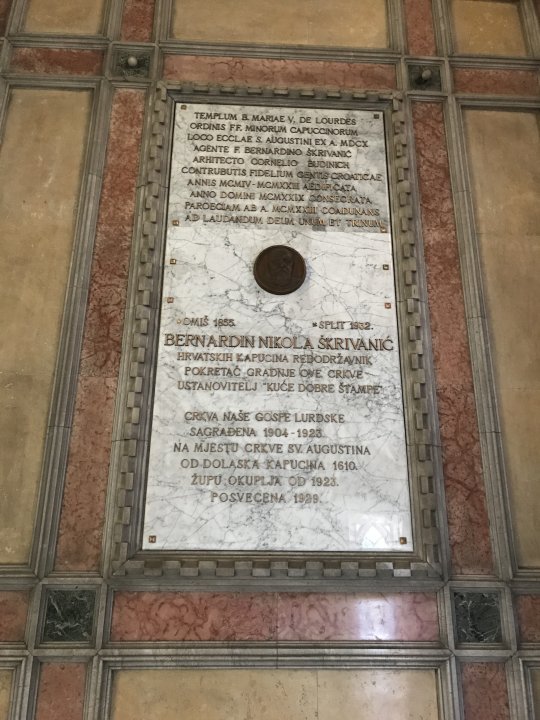 TEMPLUM B. MARIAE V. DE LOURDES
ORDINIS F.F. MINORUM CAPUCCINORUM
LOCO ECCLAE S. AUGUSTINI EX A. MDCX
AGENTE F. BERNARDINO ŠKRIVANIĆ
ARHITECTO CORNELIO BUDINICH
CONTRUBUTIS FIDELIUM GENTIS CROATICAE
ANNIS MCMIV-MCMXXIII AEDIFICATA
ANNO DOMINI MCMXXIX CONSECRATA
PAROECIAM AB A. MCMXXIII COADUNANS
AD LAUDANDUM DEUM UNUM ET TRINUM
*OMIŠ 1855. *SPLIT 1932.
BERNARDIN NIKOLA ŠKRIVANIĆ
HRVATSKIH KAPUCINA REDODRŽAVNIK
POKRETAČ GRADNJE OVE CRKVE
USTANOVITELJ "KUĆE DOBRE ŠTAMPE"
CRKVA NAŠE GOSPE LURDSKE
SAGRAĐENA 1904-1923.
NA MJESTU CRKVE SV. AUGUSTINA
OD DOLASKA KAPUCINA 1610.
ŽUPU OKUPLJA OD 1923.
POSVEĆENA 1929.